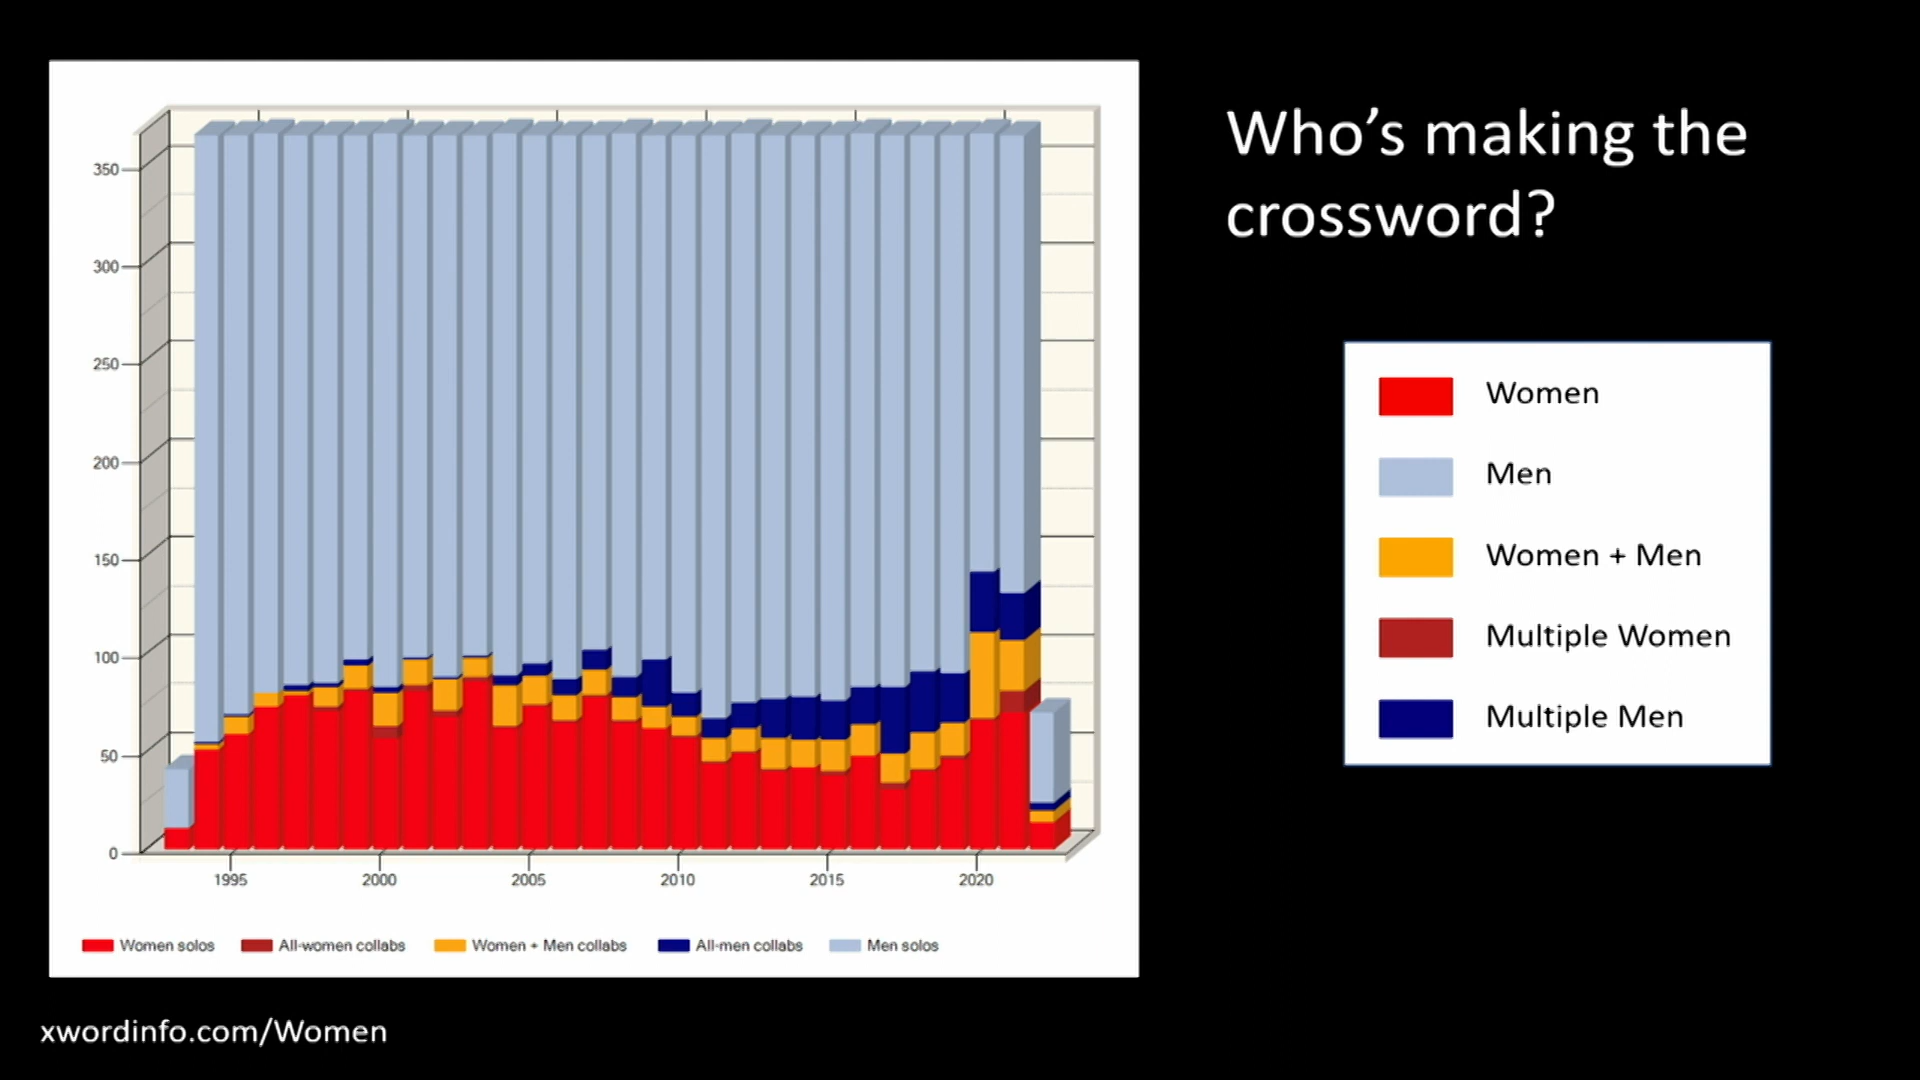 Who's making the
crossword?
350
300
250
200
150
100
50
0
1995 2000 2005 2010 2015 2020
Women solos All-women collabs Women + Men collabs All-men collabs Men solos
Women
Men
Women + Men
Multiple Women
Multiple Men
xwordinfo.com/Women